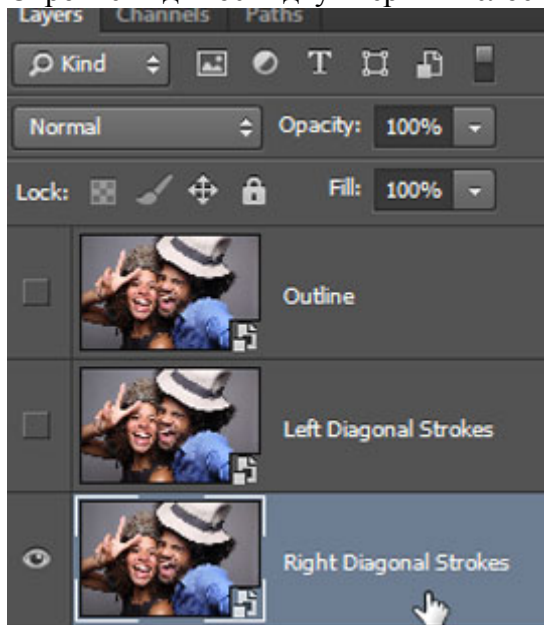 Layers Channels Paths
Kind
Normal Opacity: 100%
Lock: Fill: 100%
Outline
Left Diagonal Strokes
Right Diagonal Strokes